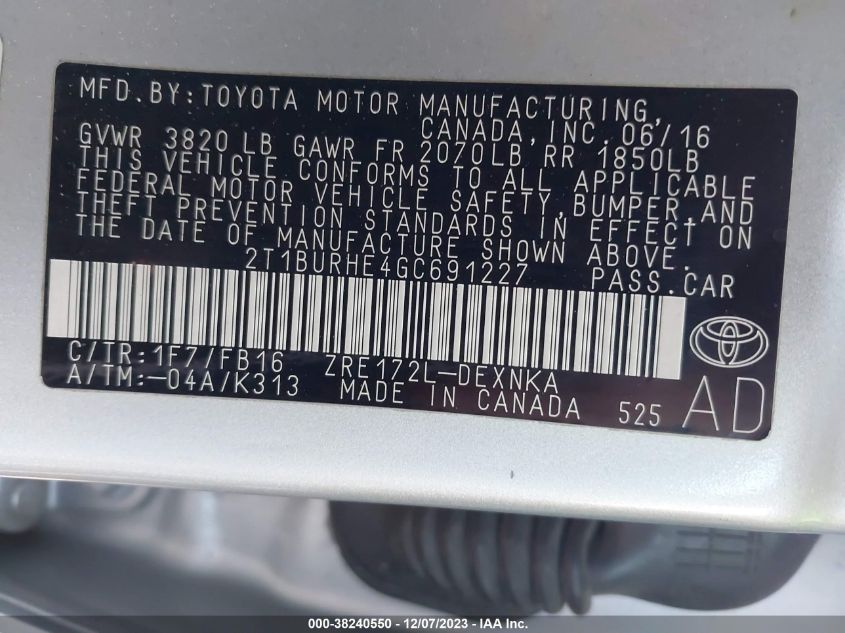 MFD.BY:TOYOTA MOTOR MANUFACTURING,
CANADA, INC. 06/16
GVWR 3820 LB GAWR FR 2070LB RR 1850LB
THIS VEHICLE CONFORMS TO ALL APPLICABLE
FEDERAL MOTOR VEHICLE SAFETY,BUMPER,AND
THEFT PREVENTION STANDARDS IN EFFECT ON
THE DATE OF MANUFACTURE SHOWN ABOVE.
2T1BURHE4GC691227 PASS.CAR
C/TR:1F7/FB16 ZRE172L-DEXNKA
A/TM:-04A/K313 MADE IN CANADA 525 AD
000-38240550 - 12/07/2023 - IAA Inc.